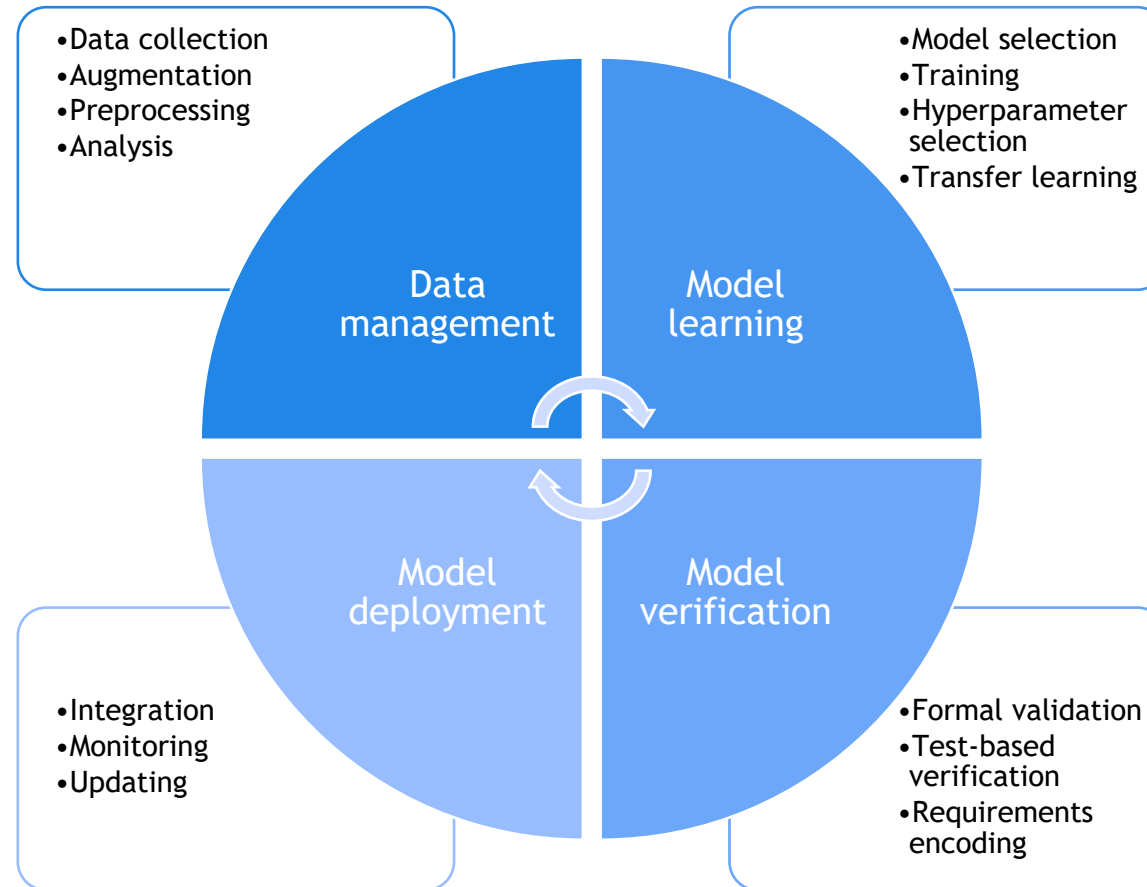 •Data collection
•Augmentation
•Preprocessing
•Analysis
•Model selection
•Training
•Hyperparameter
selection
•Transfer learning
Data
management
Model
learning
Model
deployment
Model
verification
•Integration
•Monitoring
•Updating
•Formal validation
•Test-based
verification
•Requirements
encoding